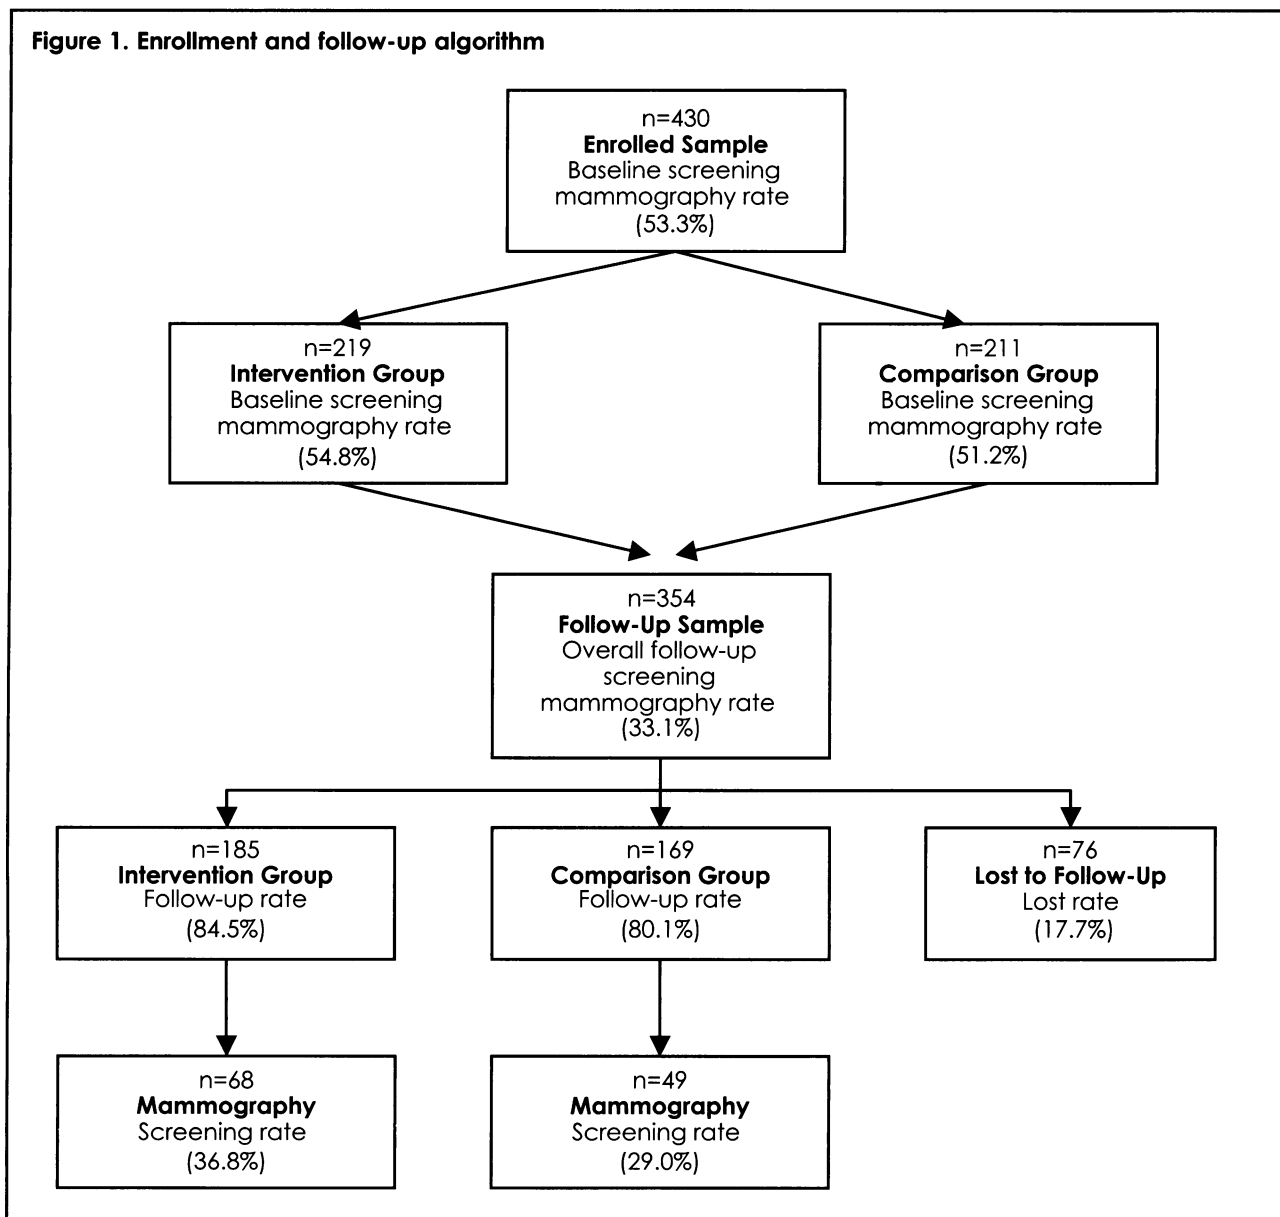 Figure 1. Enrollment and follow-up algorithm
n=430
Enrolled Sample
Baseline screening
mammography rate
(53.3%)
n=219
Intervention Group
Baseline screening
mammography rate
(54.8%)
n=211
Comparison Group
Baseline screening
mammography rate
(51.2%)
n=354
Follow-Up Sample
Overall follow-up
screening
mammography rate
(33.1%)
n=185
Intervention Group
Follow-up rate
(84.5%)
n=169
Comparison Group
Follow-up rate
(80.1%)
n=76
Lost to Follow-Up
Lost rate
(17.7%)
n=68
Mammography
Screening rate
(36.8%)
n=49
Mammography
Screening rate
(29.0%)